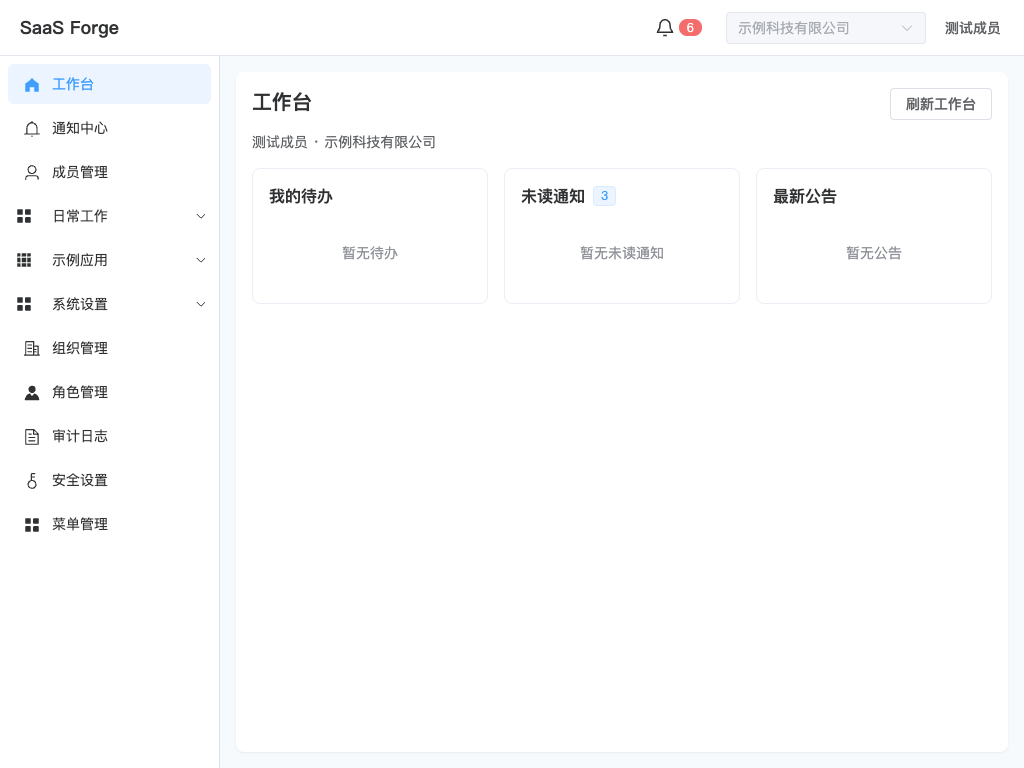 SaaS Forge
6
示例科技有限公司
测试成员
工作台
通知中心
成员管理
日常工作
示例应用
系统设置
组织管理
角色管理
审计日志
安全设置
菜单管理
工作台
刷新工作台
测试成员 · 示例科技有限公司
我的待办
暂无待办
未读通知 3
暂无未读通知
最新公告
暂无公告